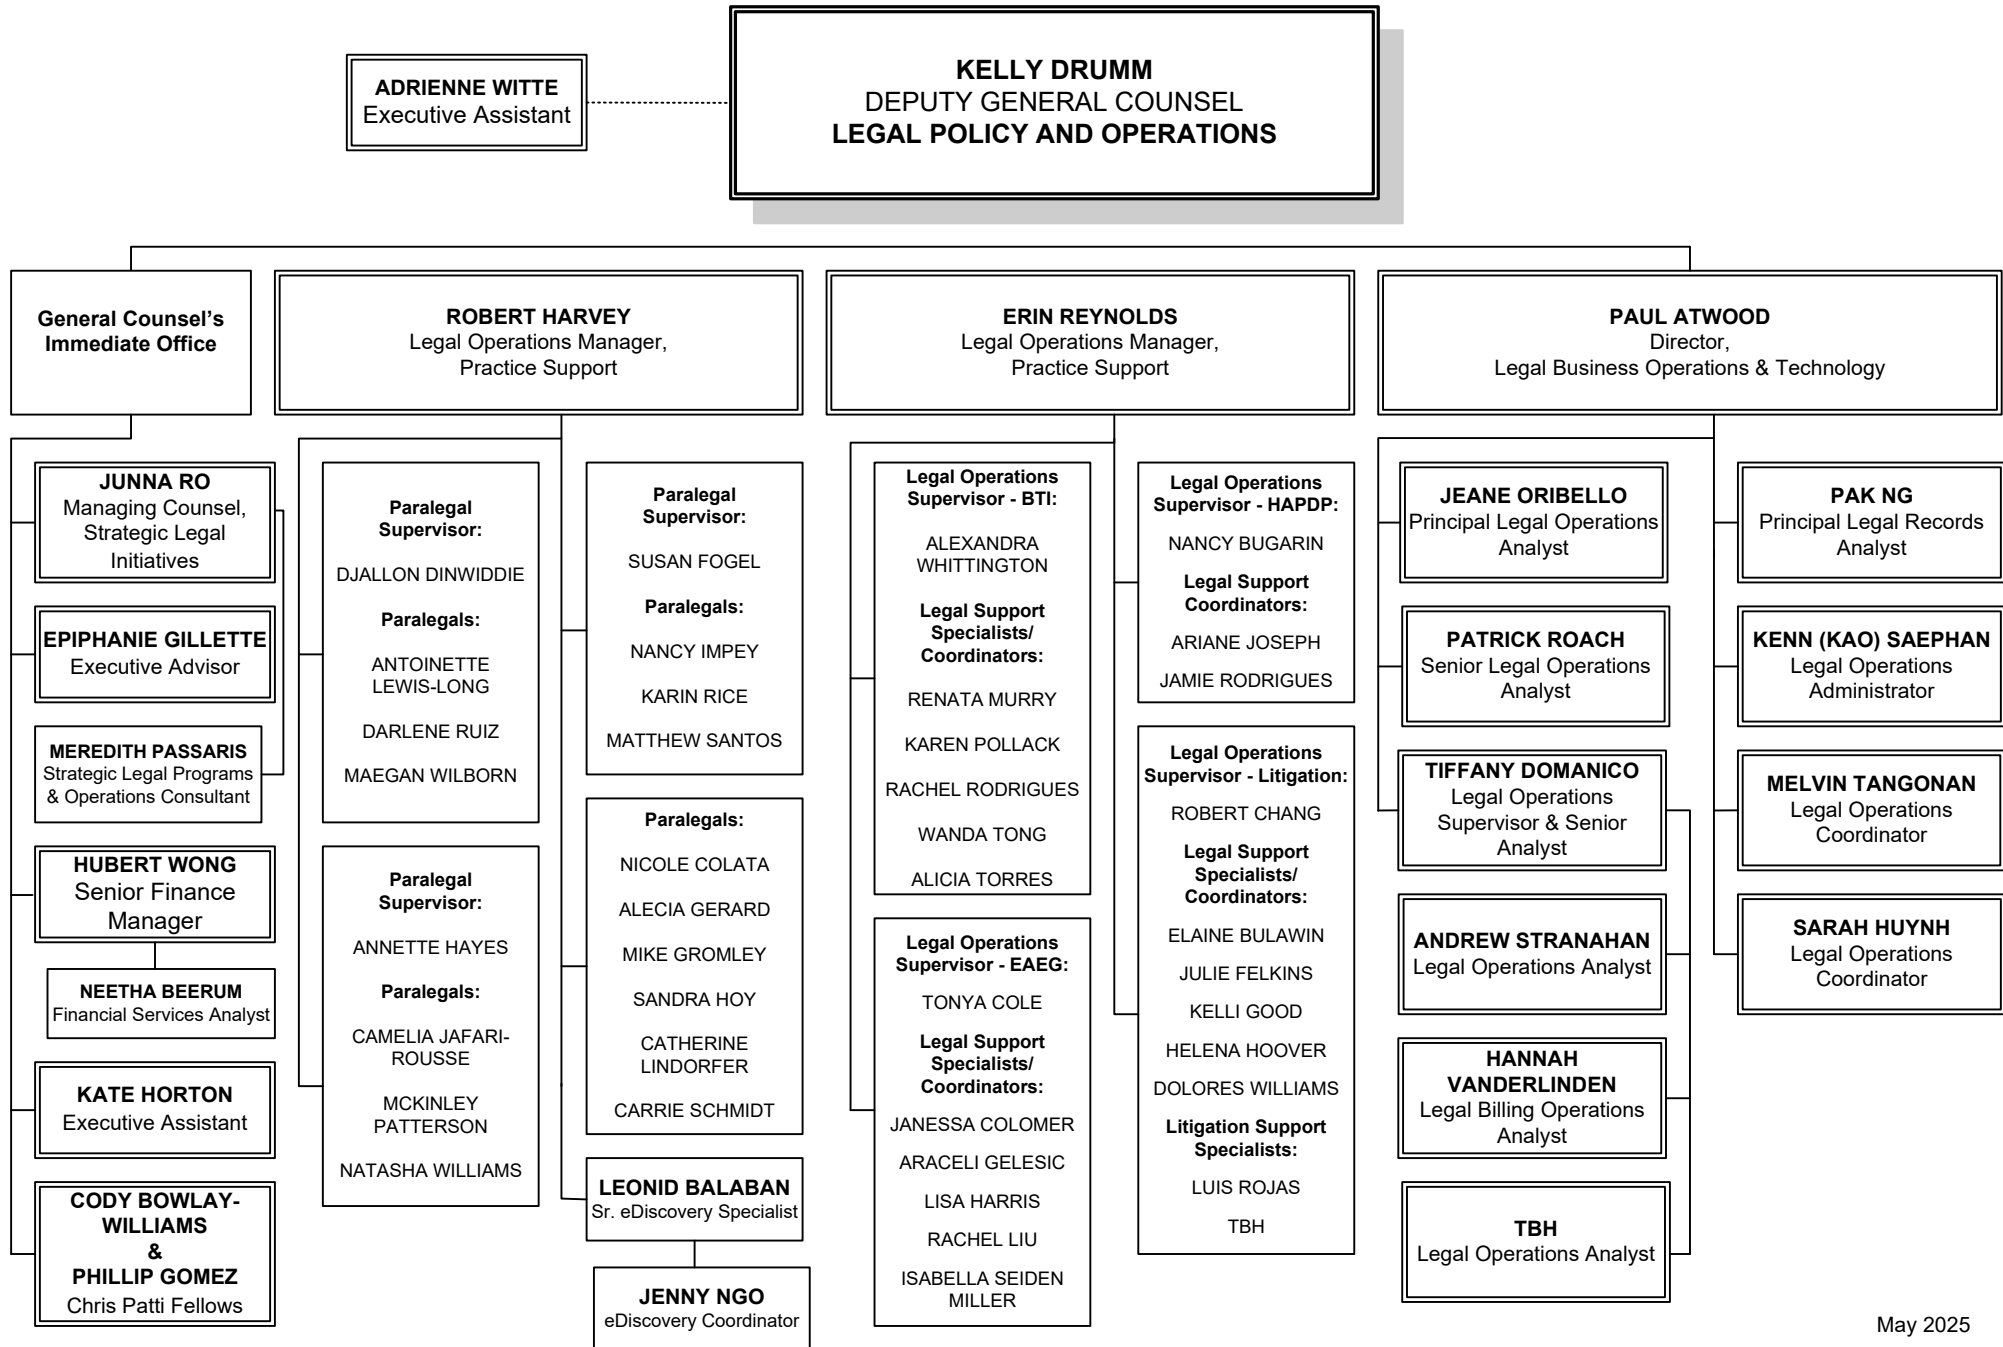 ADRIENNE WITTE
Executive Assistant
KELLY DRUMM
DEPUTY GENERAL COUNSEL
LEGAL POLICY AND OPERATIONS
General Counsel’s
Immediate Office
ROBERT HARVEY
Legal Operations Manager,
Practice Support
ERIN REYNOLDS
Legal Operations Manager,
Practice Support
PAUL ATWOOD
Director,
Legal Business Operations & Technology
JUNNA RO
Managing Counsel,
Strategic Legal
Initiatives
EPIPHANIE GILLETTE
Executive Advisor
MEREDITH PASSARIS
Strategic Legal Programs
& Operations Consultant
HUBERT WONG
Senior Finance
Manager
NEETHA BEERUM
Financial Services Analyst
KATE HORTON
Executive Assistant
CODY BOWLAY-
WILLIAMS
&
PHILLIP GOMEZ
Chris Patti Fellows
Paralegal
Supervisor:
DJALLON DINWIDDIE
Paralegals:
ANTOINETTE
LEWIS-LONG
DARLENE RUIZ
MAEGAN WILBORN
Paralegal
Supervisor:
ANNETTE HAYES
Paralegals:
CAMELIA JAFARI-
ROUSSE
MCKINLEY
PATTERSON
NATASHA WILLIAMS
Paralegal
Supervisor:
SUSAN FOGEL
Paralegals:
NANCY IMPEY
KARIN RICE
MATTHEW SANTOS
Paralegals:
NICOLE COLATA
ALECIA GERARD
MIKE GROMLEY
SANDRA HOY
CATHERINE
LINDORFER
CARRIE SCHMIDT
LEONID BALABAN
Sr. eDiscovery Specialist
JENNY NGO
eDiscovery Coordinator
Legal Operations
Supervisor - BTI:
ALEXANDRA
WHITTINGTON
Legal Support
Specialists/
Coordinators:
RENATA MURRY
KAREN POLLACK
RACHEL RODRIGUES
WANDA TONG
ALICIA TORRES
Legal Operations
Supervisor - EAEG:
TONYA COLE
Legal Support
Specialists/
Coordinators:
JANESSA COLOMER
ARACELI GELESIC
LISA HARRIS
RACHEL LIU
ISABELLA SEIDEN
MILLER
Legal Operations
Supervisor - HAPDP:
NANCY BUGARIN
Legal Support
Coordinators:
ARIANE JOSEPH
JAMIE RODRIGUES
Legal Operations
Supervisor - Litigation:
ROBERT CHANG
Legal Support
Specialists/
Coordinators:
ELAINE BULAWIN
JULIE FELKINS
KELLI GOOD
HELENA HOOVER
DOLORES WILLIAMS
Litigation Support
Specialists:
LUIS ROJAS
TBH
JEANE ORIBELLO
Principal Legal Operations
Analyst
PATRICK ROACH
Senior Legal Operations
Analyst
TIFFANY DOMANICO
Legal Operations
Supervisor & Senior
Analyst
ANDREW STRANAHAN
Legal Operations Analyst
HANNAH
VANDERLINDEN
Legal Billing Operations
Analyst
TBH
Legal Operations Analyst
PAK NG
Principal Legal Records
Analyst
KENN (KAO) SAEPHAN
Legal Operations
Administrator
MELVIN TANGONAN
Legal Operations
Coordinator
SARAH HUYNH
Legal Operations
Coordinator
May 2025